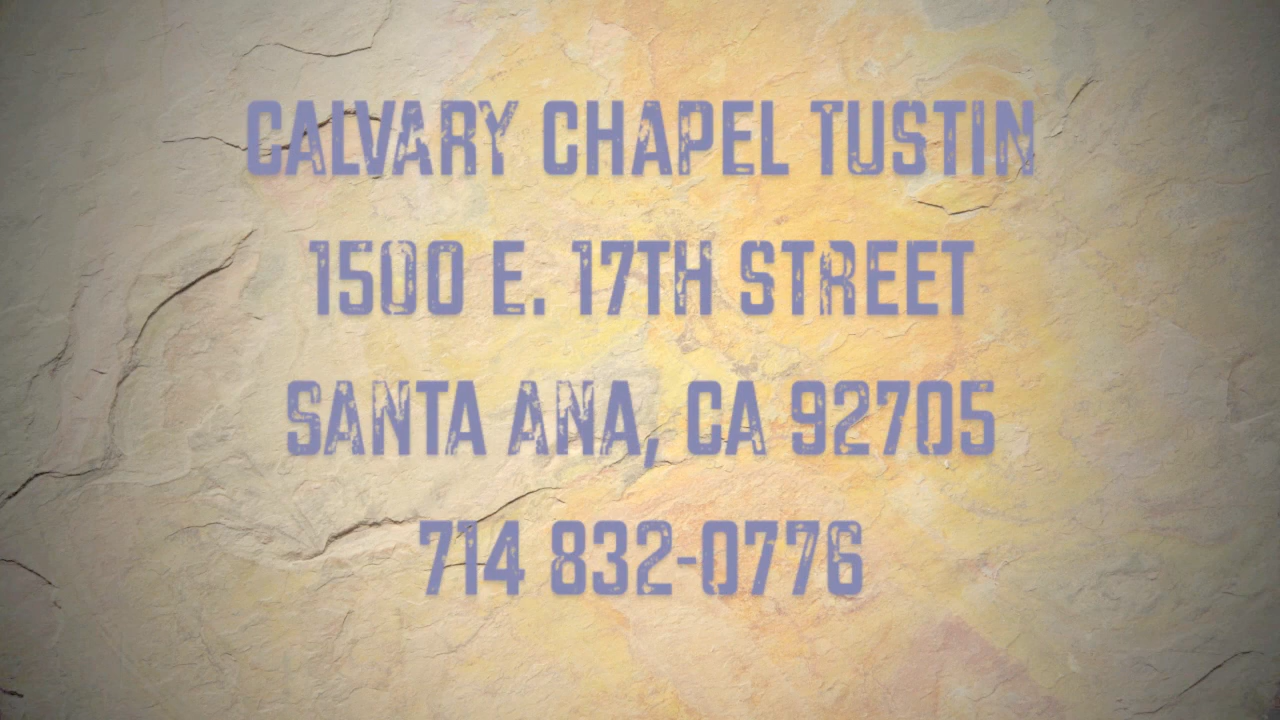 CALVARY CHAPEL TUSTIN
1500 E. 17TH STREET
SANTA ANA, CA 92705
714 832-0776